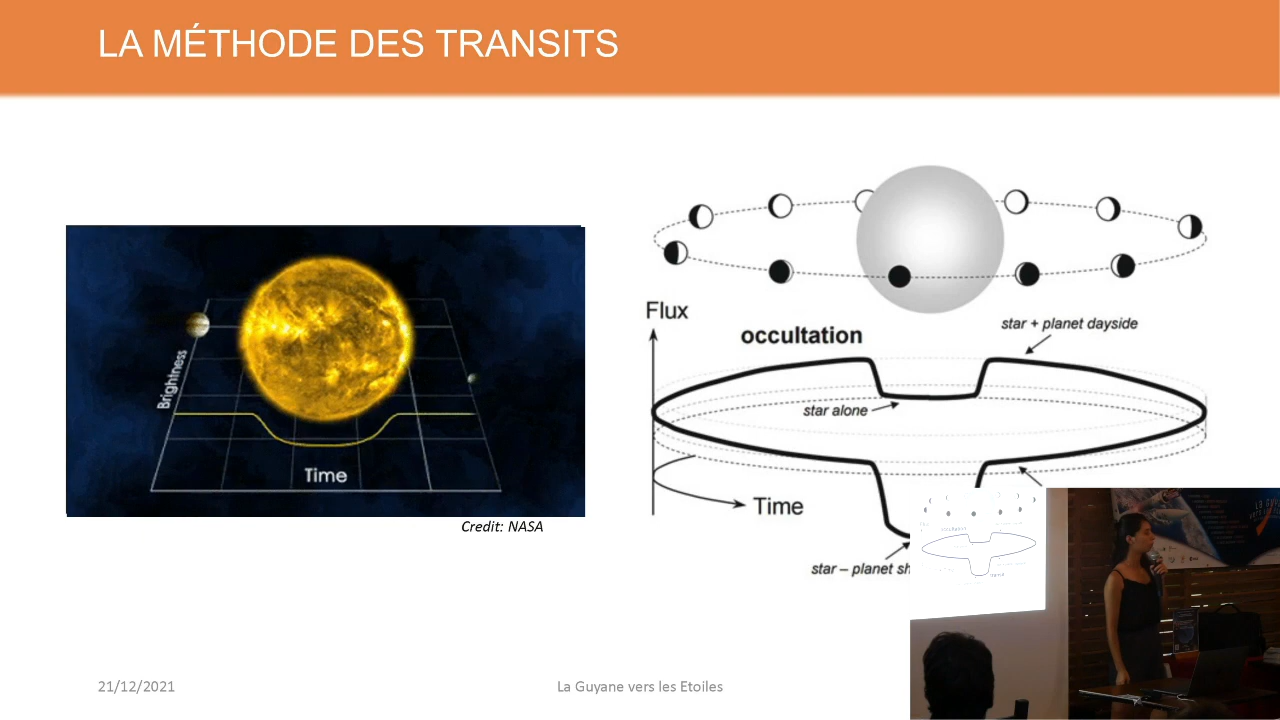 LA MÉTHODE DES TRANSITS
Brightness
Time
Credit: NASA
Flux
occultation
star + planet dayside
star alone
Time
star – planet
21/12/2021
La Guyane vers les Etoiles